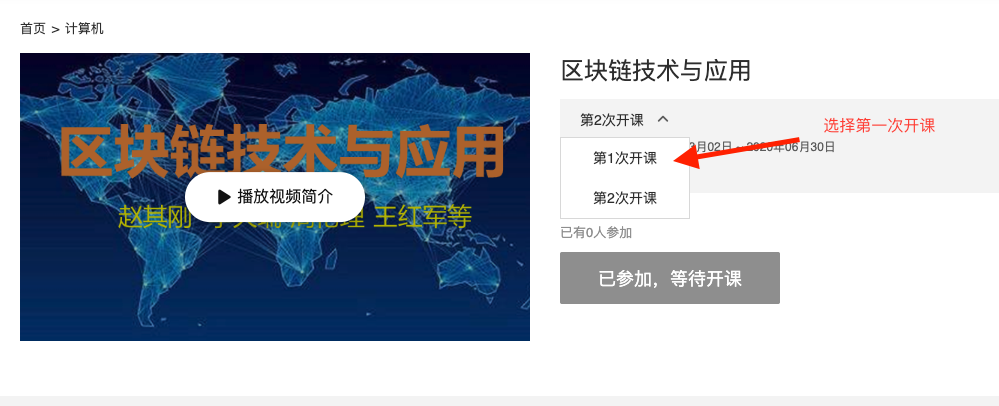 首页 > 计算机
区块链技术与应用
播放视频简介
赵其刚
王红军等
区块链技术与应用
第2次开课
选择第一次开课
3月02日 ~ 2020年06月30日
第1次开课
第2次开课
已有0人参加
已参加，等待开课